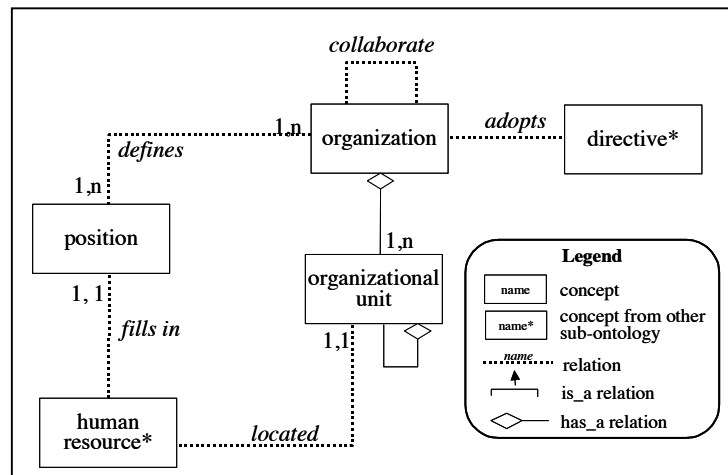 collaborate
1,n
organization
adopts
directive*
defines
1,n
position
1,n
organizational
unit
1, 1
1,1
fills in
human
resource*
located
Legend
name
concept
name*
concept from other
sub-ontology
name
relation
is_a relation
has_a relation